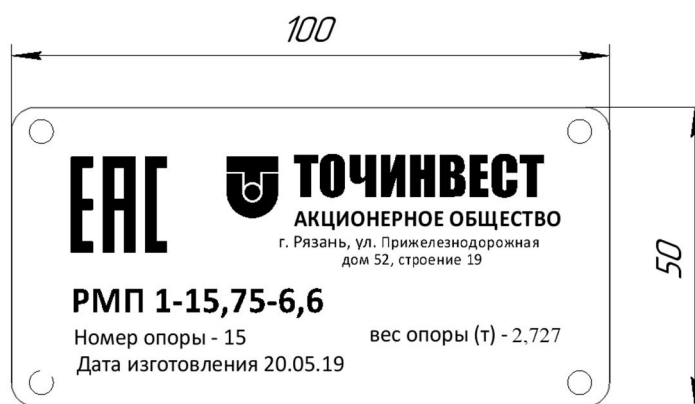 100
EAC
ТОЧИНВЕСТ
АКЦИОНЕРНОЕ ОБЩЕСТВО
г. Рязань, ул. Прижелезнодорожная
дом 52, строение 19
50
РМП 1-15,75-6,6
Номер опоры - 15 вес опоры (т) - 2,727
Дата изготовления 20.05.19